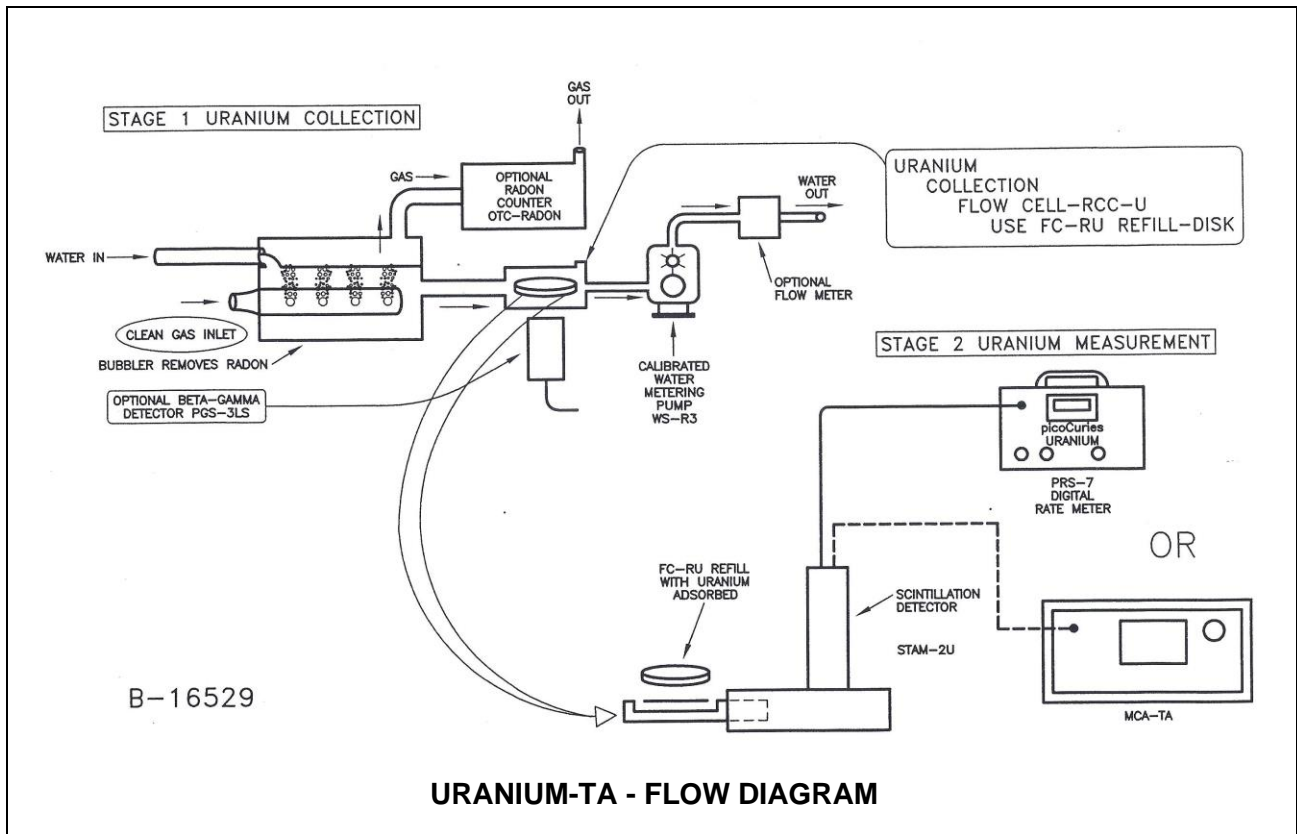 STAGE 1 URANIUM COLLECTION
GAS
OUT
GAS
OPTIONAL
RADON
COUNTER
OTC-RADON
WATER IN
CLEAN GAS INLET
BUBBLER REMOVES RADON
OPTIONAL BETA-GAMMA
DETECTOR PGS-3LS
CALIBRATED
WATER
METERING
PUMP
WS-R3
WATER
OUT
OPTIONAL
FLOW METER
URANIUM
COLLECTION
FLOW CELL-RCC-U
USE FC-RU REFILL-DISK
STAGE 2 URANIUM MEASUREMENT
picoCuries
URANIUM
PRS-7
DIGITAL
RATE METER
OR
FC-RU REFILL
WITH URANIUM
ADSORBED
SCINTILLATION
DETECTOR
STAM-2U
MCA-TA
B-16529
URANIUM-TA - FLOW DIAGRAM